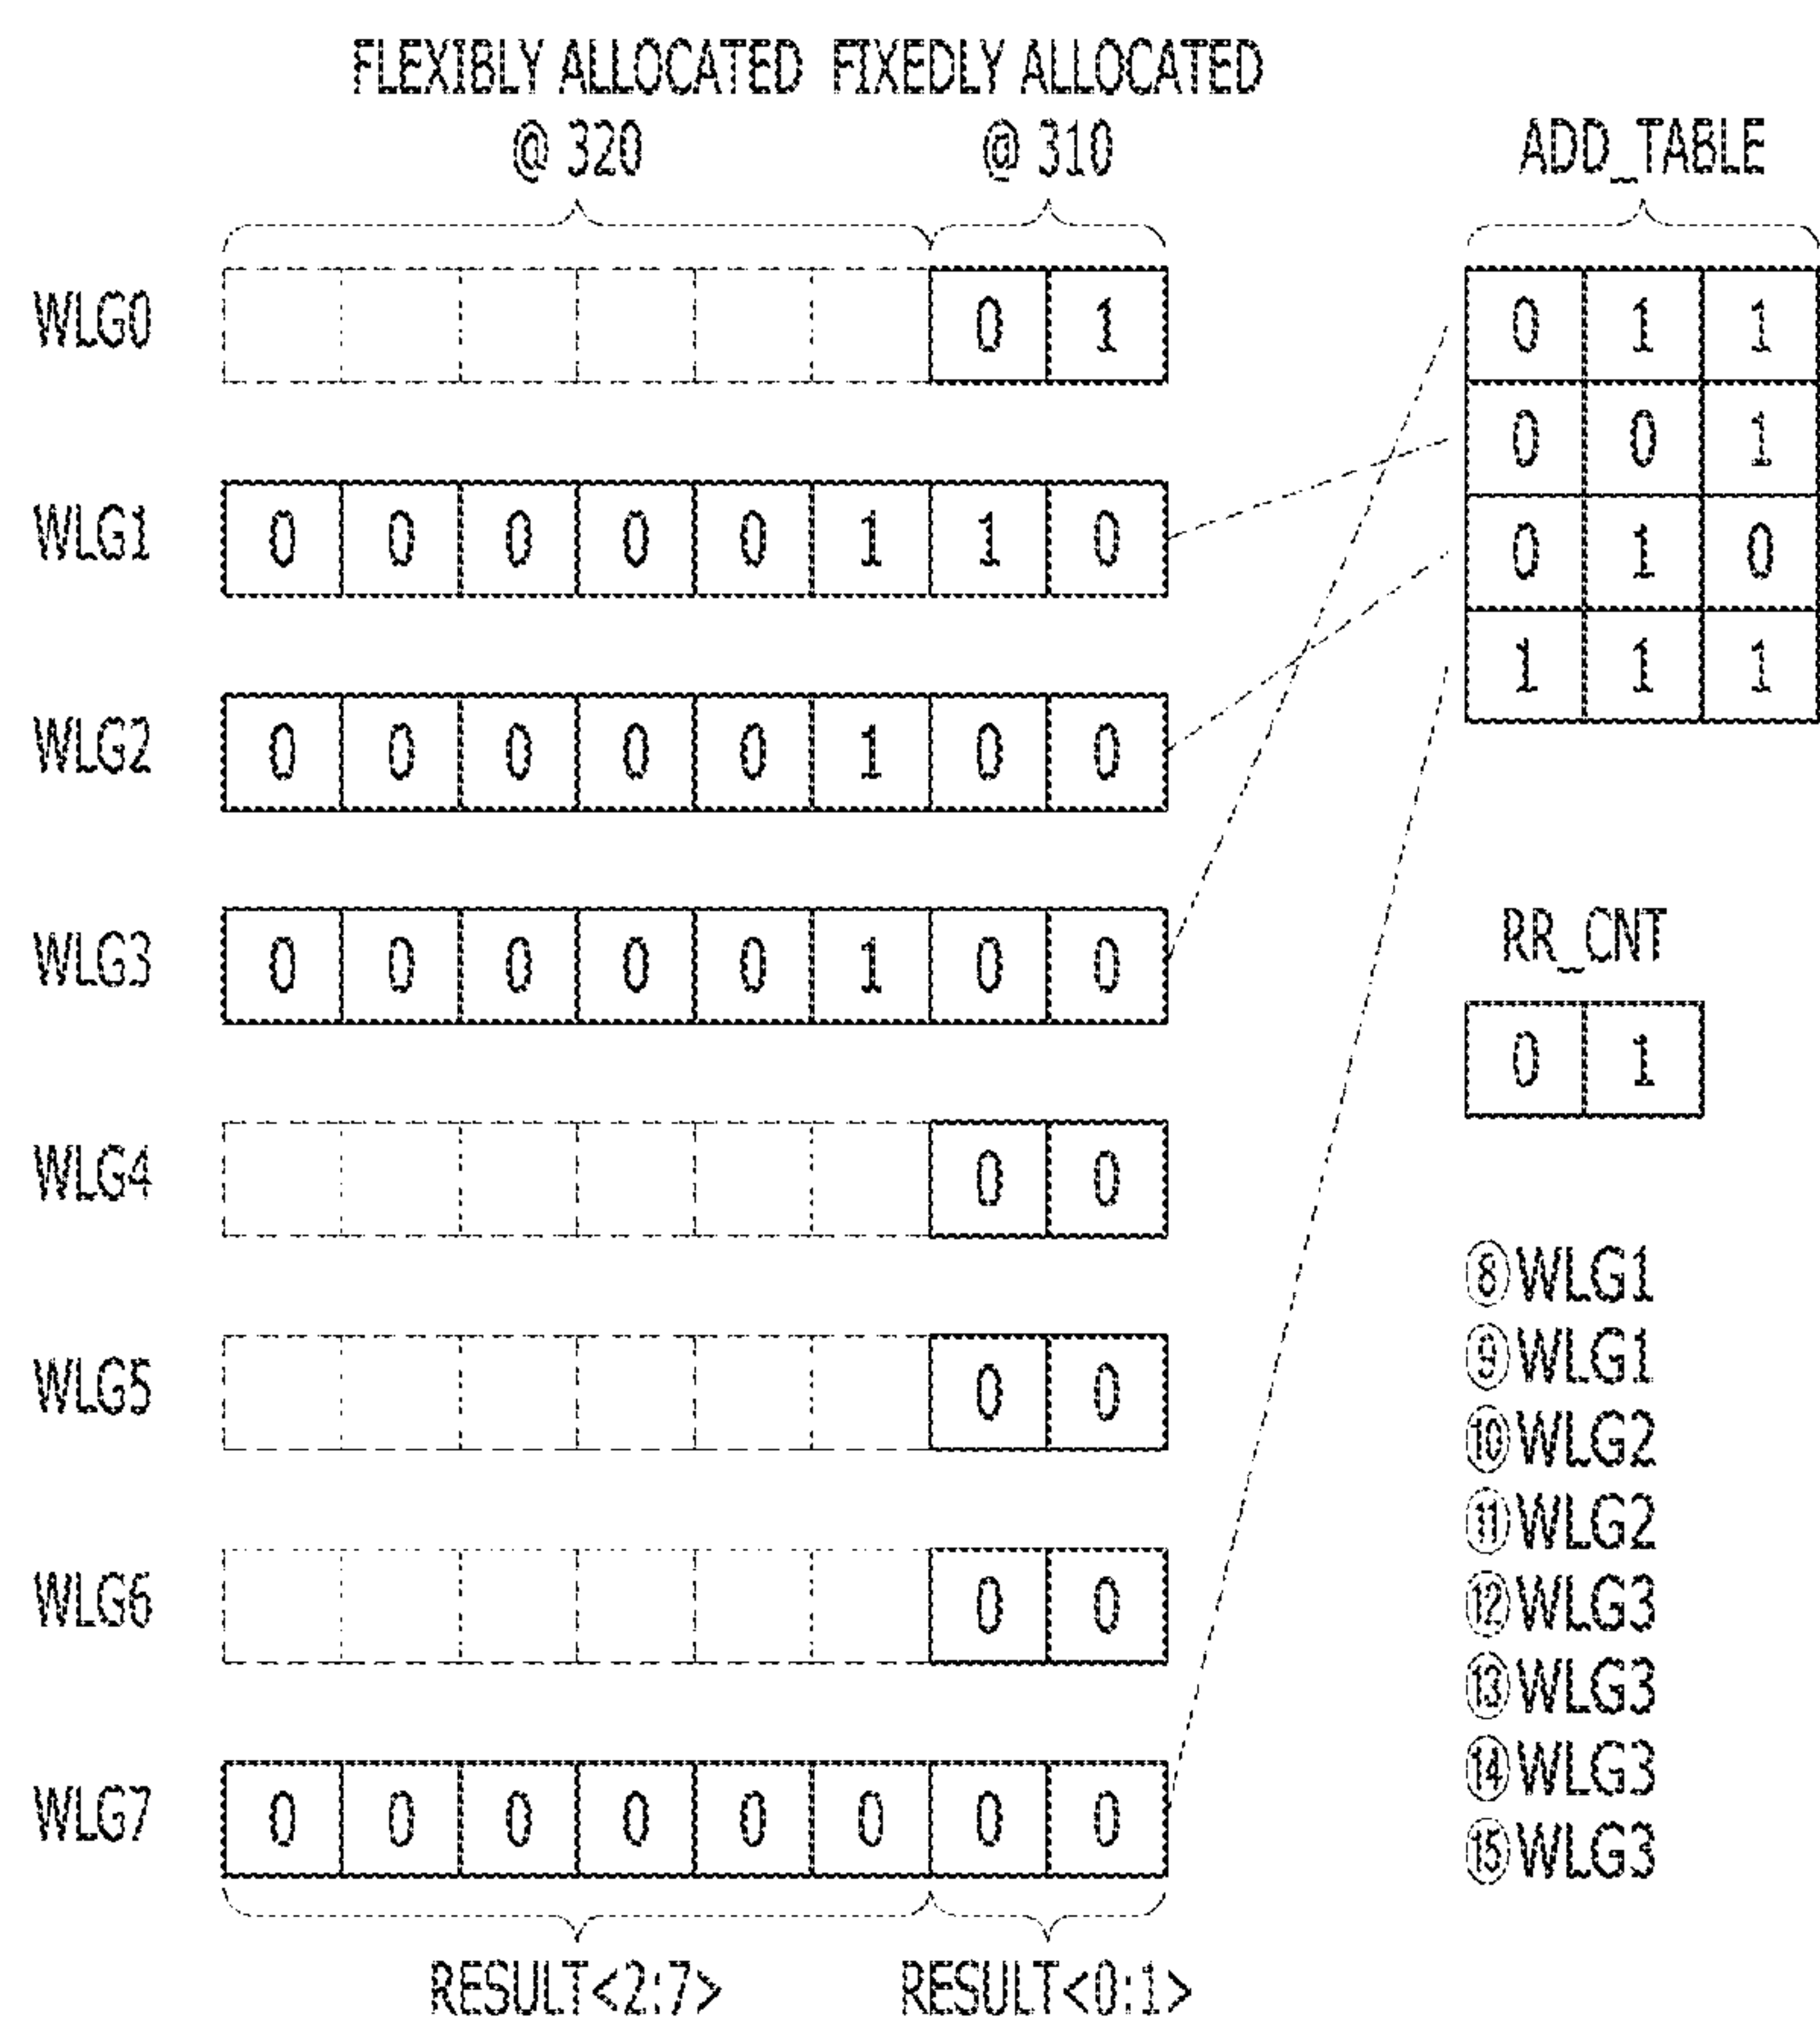 FLEXIBLY ALLOCATED FIXEDLY ALLOCATED
@ 320 @ 310 ADD_TABLE
WLG0 0 1 0 1 1
0 0 1
WLG1 0 0 0 0 0 1 1 0
0 1 0
1 1 1
WLG2 0 0 0 0 0 1 0 0
WLG3 0 0 0 0 0 1 0 0
RR_CNT
0 1
WLG4 0 0
⑧WLG1
⑨WLG1
WLG5 0 0
⑩WLG2
⑪WLG2
WLG6 0 0
⑫WLG3
⑬WLG3
⑭WLG3
WLG7 0 0 0 0 0 0 0 0
⑮WLG3
RESULT<2:7> RESULT<0:1>